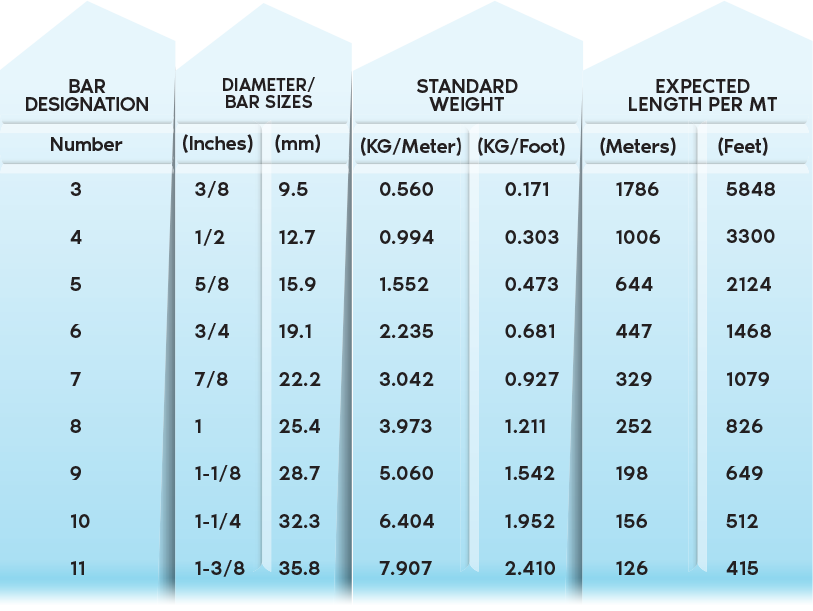 BAR DIAMETER/ STANDARD EXPECTED
DESIGNATION BAR SIZES WEIGHT LENGTH PER MT
Number (Inches) (mm) (KG/Meter) (KG/Foot) (Meters) (Feet)
3 3/8 9.5 0.560 0.171 1786 5848
4 1/2 12.7 0.994 0.303 1006 3300
5 5/8 15.9 1.552 0.473 644 2124
6 3/4 19.1 2.235 0.681 447 1468
7 7/8 22.2 3.042 0.927 329 1079
8 1 25.4 3.973 1.211 252 826
9 1-1/8 28.7 5.060 1.542 198 649
10 1-1/4 32.3 6.404 1.952 156 512
11 1-3/8 35.8 7.907 2.410 126 415